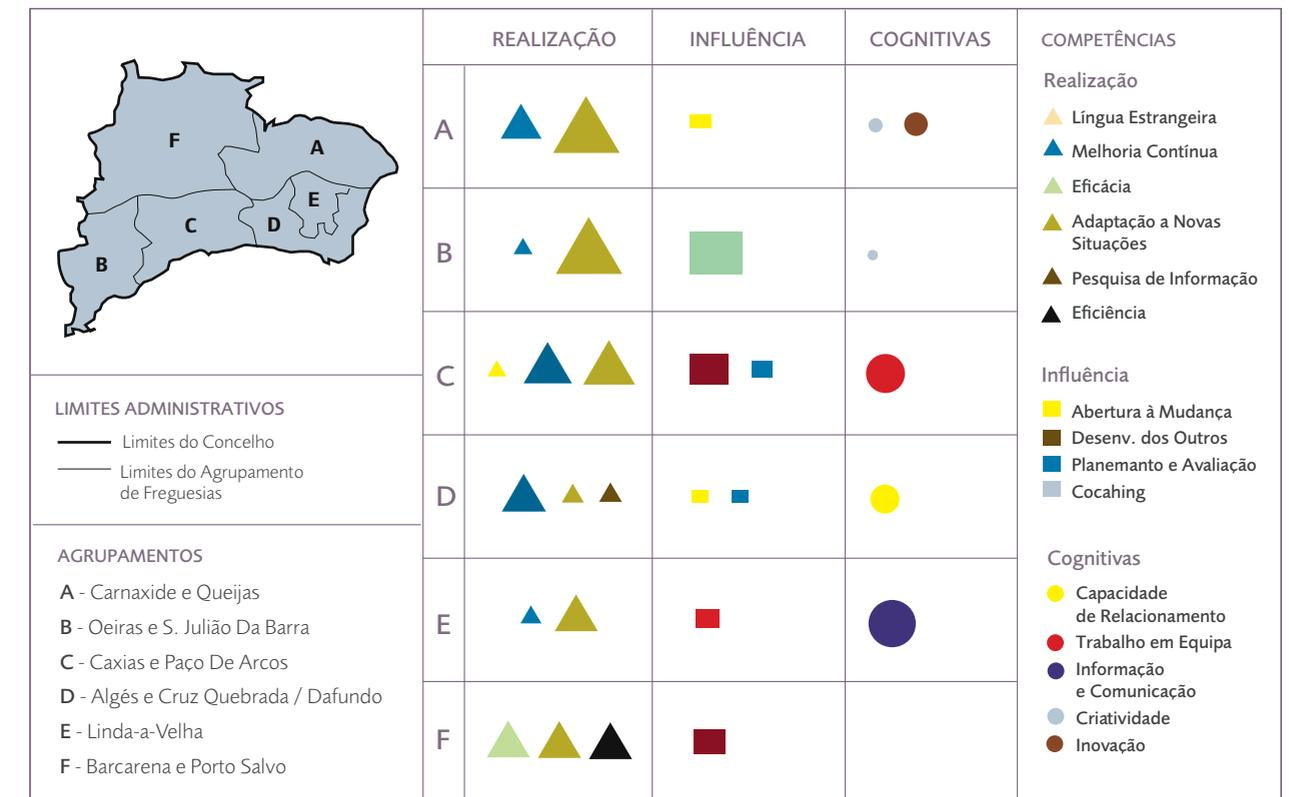 F
A
E
C
D
B
LIMITES ADMINISTRATIVOS
Limites do Concelho
Limites do Agrupamento
de Freguesias
AGRUPAMENTOS
A - Carnaxide e Queijas
B - Oeiras e S. Julião Da Barra
C - Caxias e Paço De Arcos
D - Algés e Cruz Quebrada / Dafundo
E - Linda-a-Velha
F - Barcarena e Porto Salvo
REALIZAÇÃO INFLUÊNCIA COGNITIVAS
A
B
C
D
E
F
COMPETÊNCIAS
Realização
Língua Estrangeira
Melhoria Contínua
Eficácia
Adaptação a Novas
Situações
Pesquisa de Informação
Eficiência
Influência
Abertura à Mudança
Desenv. dos Outros
Planemanto e Avaliação
Cocahing
Cognitivas
Capacidade
de Relacionamento
Trabalho em Equipa
Informação
e Comunicação
Criatividade
Inovação